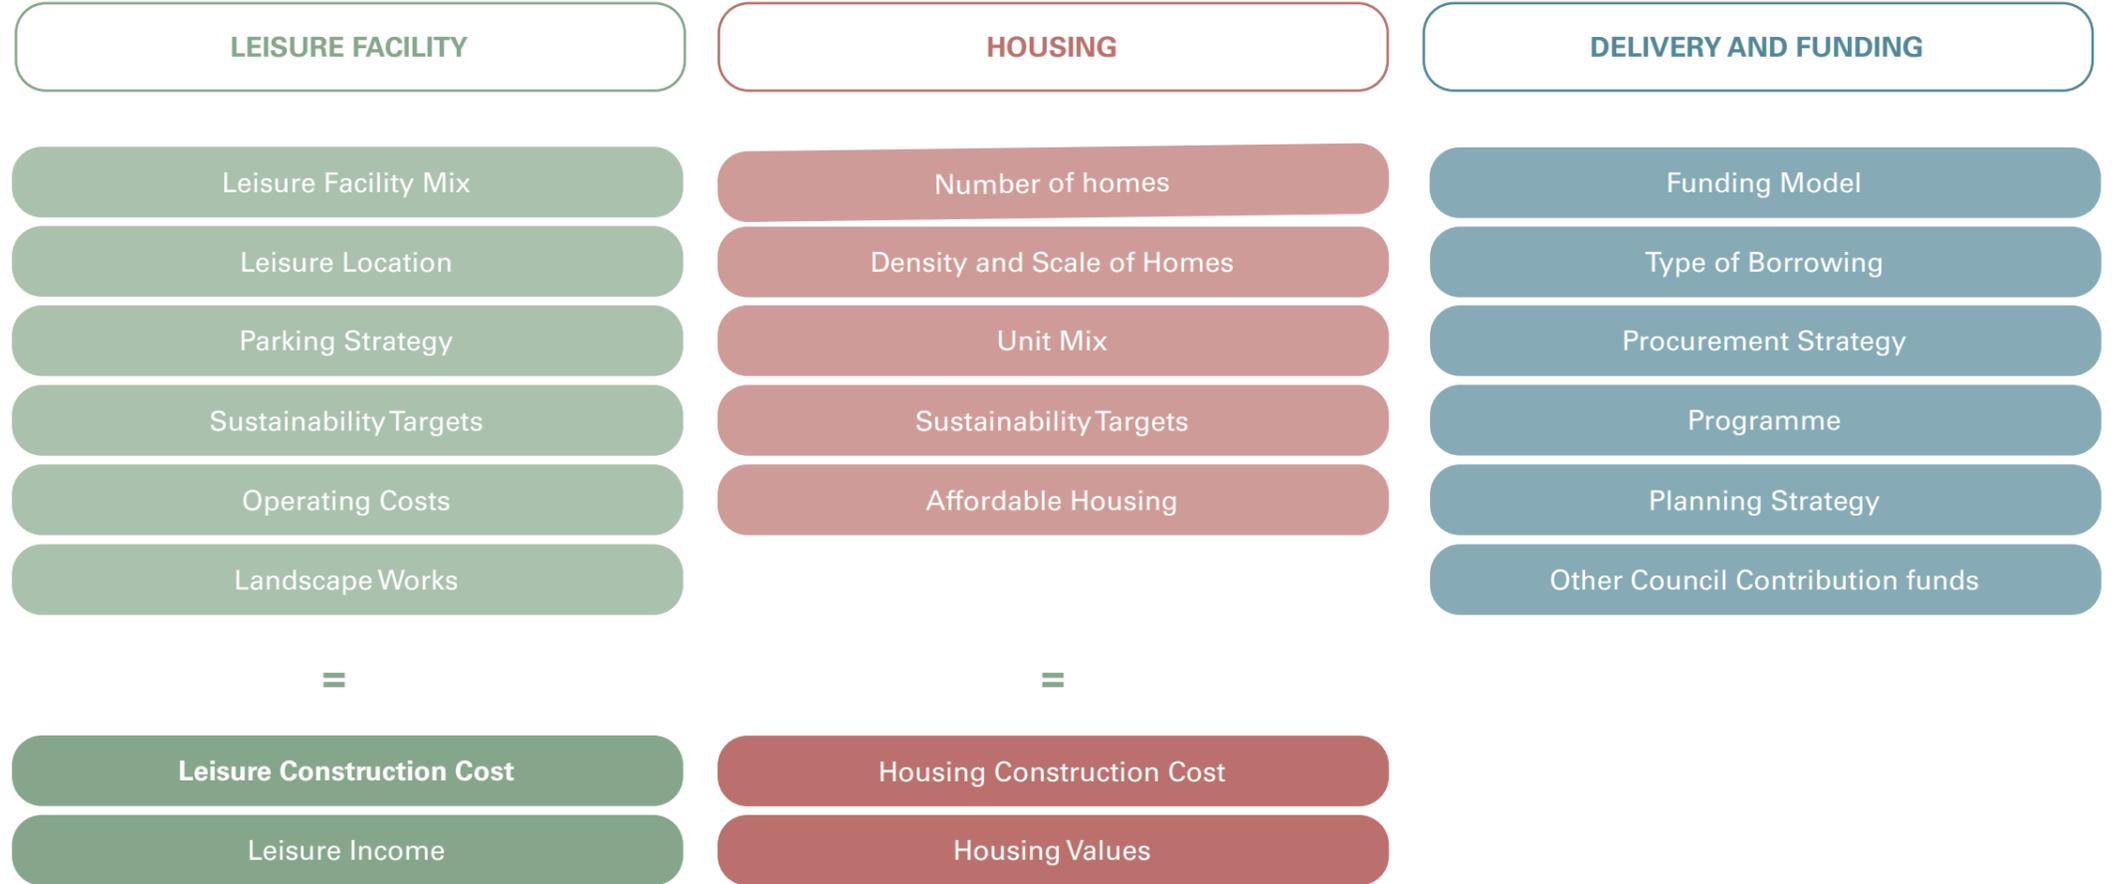 LEISURE FACILITY
Leisure Facility Mix
Leisure Location
Parking Strategy
Sustainability Targets
Operating Costs
Landscape Works
=
Leisure Construction Cost
Leisure Income
HOUSING
Number of homes
Density and Scale of Homes
Unit Mix
Sustainability Targets
Affordable Housing
=
Housing Construction Cost
Housing Values
DELIVERY AND FUNDING
Funding Model
Type of Borrowing
Procurement Strategy
Programme
Planning Strategy
Other Council Contribution funds